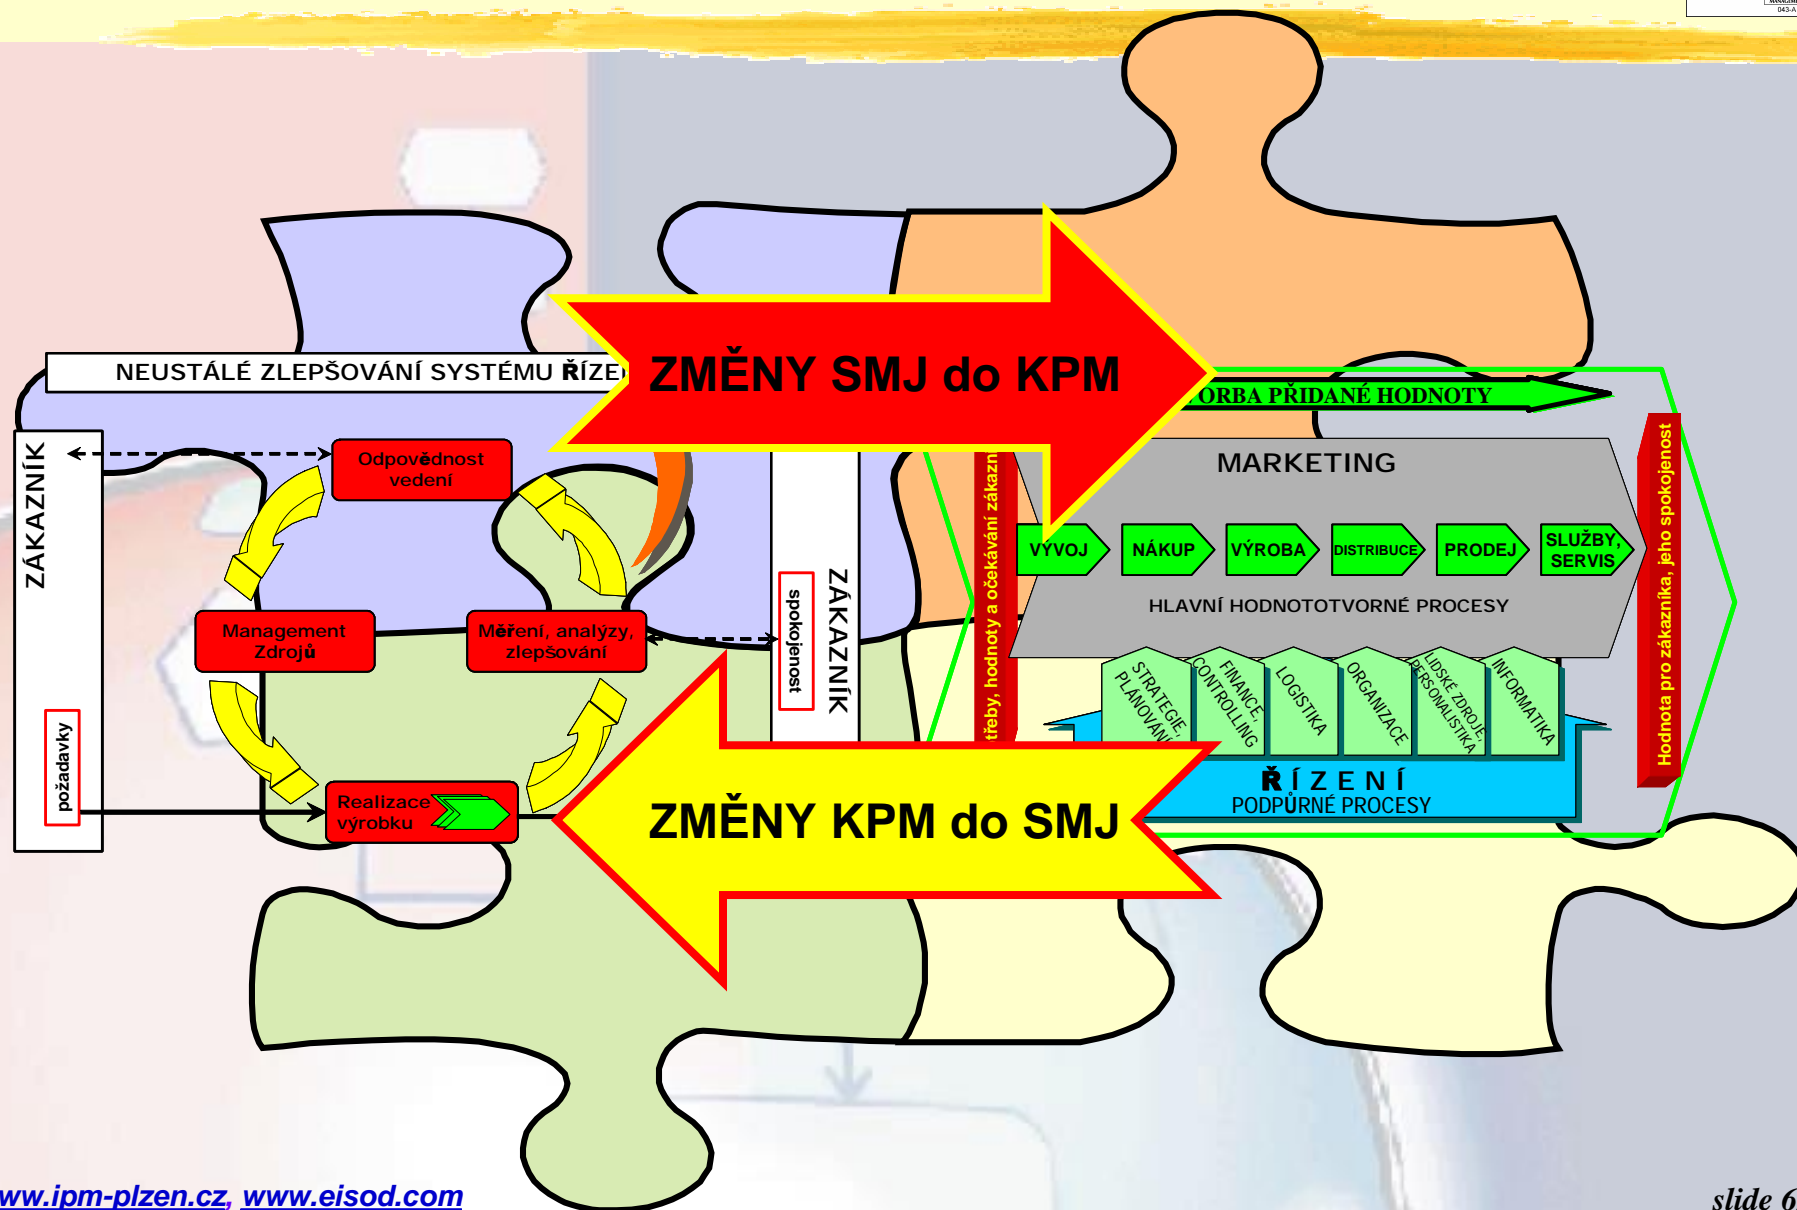 043-A
ZMĚNY SMJ do KPM
NEUSTÁLÉ ZLEPŠOVÁNÍ SYSTÉMU ŘÍZE
ORBA PŘIDANÉ HODNOTY
ZÁKAZNÍK
požadavky
Odpovědnost
vedení
Management
Zdrojů
Měření, analýzy,
zlepšování
Realizace
výrobku
spokojenost
ZÁKAZNÍK
třeby, hodnoty a očekávání zákazní
MARKETING
VÝVOJ
NÁKUP
VÝROBA
DISTRIBUCE
PRODEJ
SLUŽBY,
SERVIS
HLAVNÍ HODNOTOTVORNÉ PROCESY
STRATEGIE,
PLÁNOVÁNÍ
FINANCE,
CONTROLLING
LOGISTIKA
ORGANIZACE
LIDSKÉ ZDROJE,
PERSONALISTIKA
INFORMATIKA
ŘÍZENÍ
PODPŮRNÉ PROCESY
Hodnota pro zákazníka, jeho spokojenost
ZMĚNY KPM do SMJ
ww.ipm-plzen.cz, www.eisod.com
slide 6